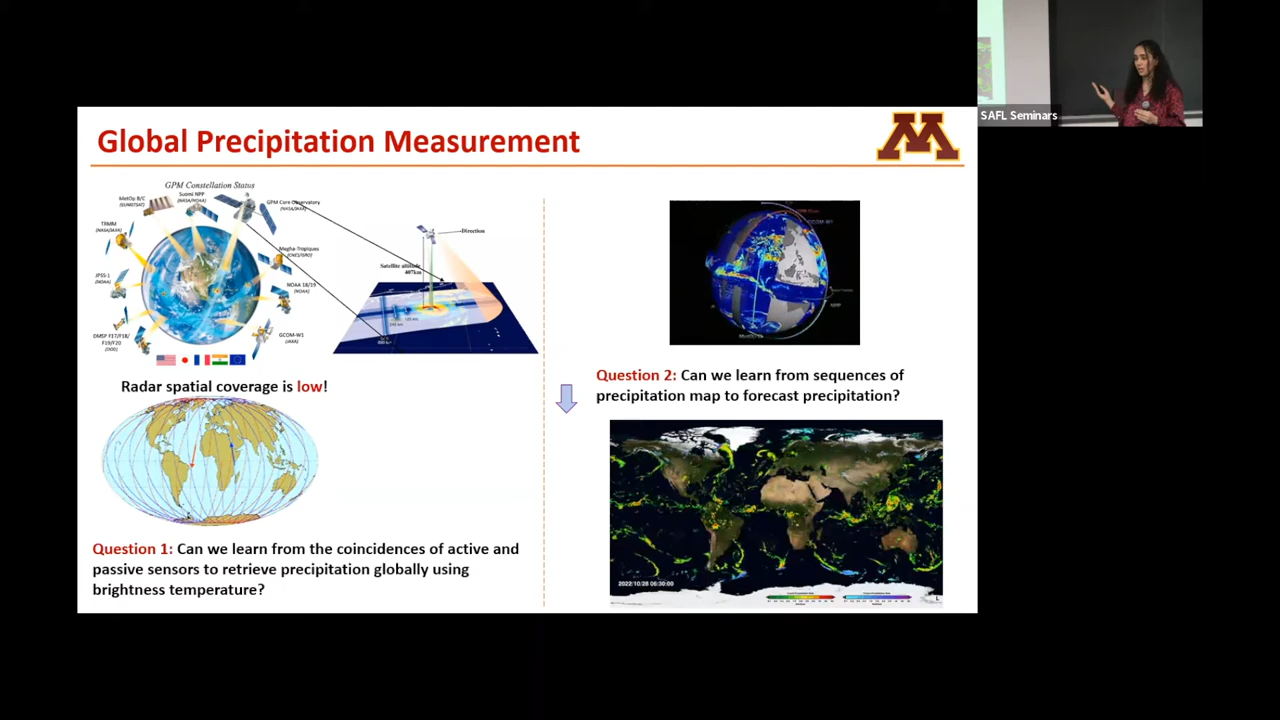 Global Precipitation Measurement
M
GPM Constellation Status
MetOp B/C
(EUMETSAT)
Suomi NPP
(NASA/NOAA)
GPM Core Observatory
(NASA/JAXA)
TRMM
(NASA/JAXA)
Megha-Tropiques
(CNES/ISRO)
JPSS-1
(NOAA)
NOAA 18/19
(NOAA)
DMSP F17/F18/
F19/F20
(DOD)
GCOM-W1
(JAXA)
Direction
Satellite altitude
407km
Radar spatial coverage is low!
Question 1: Can we learn from the coincidences of active and
passive sensors to retrieve precipitation globally using
brightness temperature?
GCOM-W1
Question 2: Can we learn from sequences of
precipitation map to forecast precipitation?
2022/10/28 06:30:00
SAFL Seminars